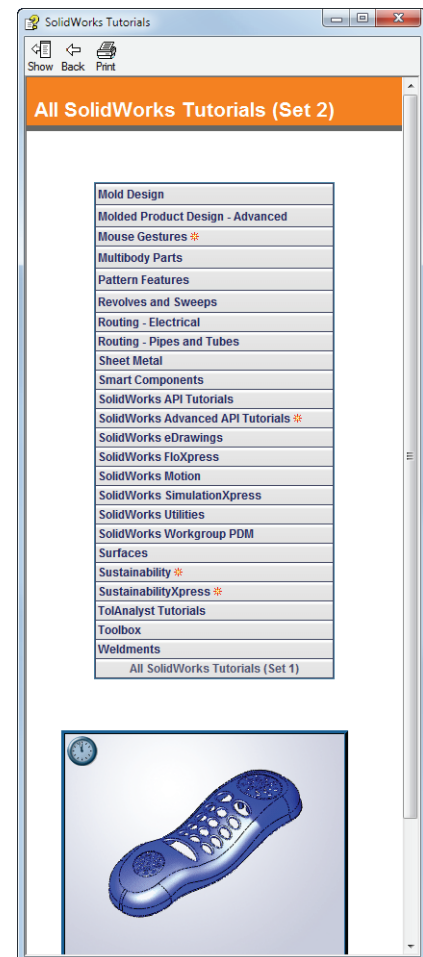 SolidWorks Tutorials
Show Back Print
All SolidWorks Tutorials (Set 2)
Mold Design
Molded Product Design - Advanced
Mouse Gestures
Multibody Parts
Pattern Features
Revolves and Sweeps
Routing - Electrical
Routing - Pipes and Tubes
Sheet Metal
Smart Components
SolidWorks API Tutorials
SolidWorks Advanced API Tutorials
SolidWorks eDrawings
SolidWorks FloXpress
SolidWorks Motion
SolidWorks SimulationXpress
SolidWorks Utilities
SolidWorks Workgroup PDM
Surfaces
Sustainability
SustainabilityXpress
TolAnalyst Tutorials
Toolbox
Weldments
All SolidWorks Tutorials (Set 1)